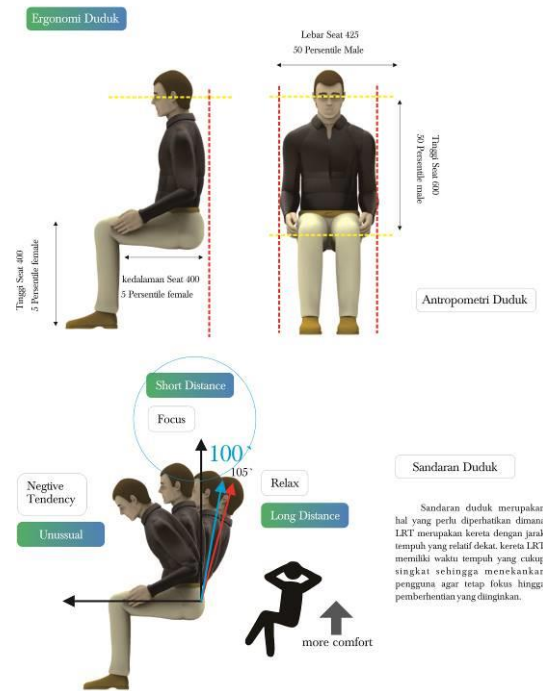 Ergonomi Duduk
Lebar Seat 425
50 Persentile Male
Tinggi Seat 600
50 Persentile male
Tinggi Seat 400
5 Persentile female
kedalaman Seat 400
5 Persentile female
Antropometri Duduk
Short Distance
Focus
100`
105`
Negtive
Tendency
Unussual
Relax
Long Distance
more comfort
Sandaran Duduk
Sandaran duduk merupakan
hal yang perlu diperhatikan dimana
LRT merupakan kereta dengan jarak
tempuh yang relatif dekat. kereta LRT
memiliki waktu tempuh yang cukup
singkat sehingga menekankan
pengguna agar tetap fokus hingga
pemberhentian yang diinginkan.